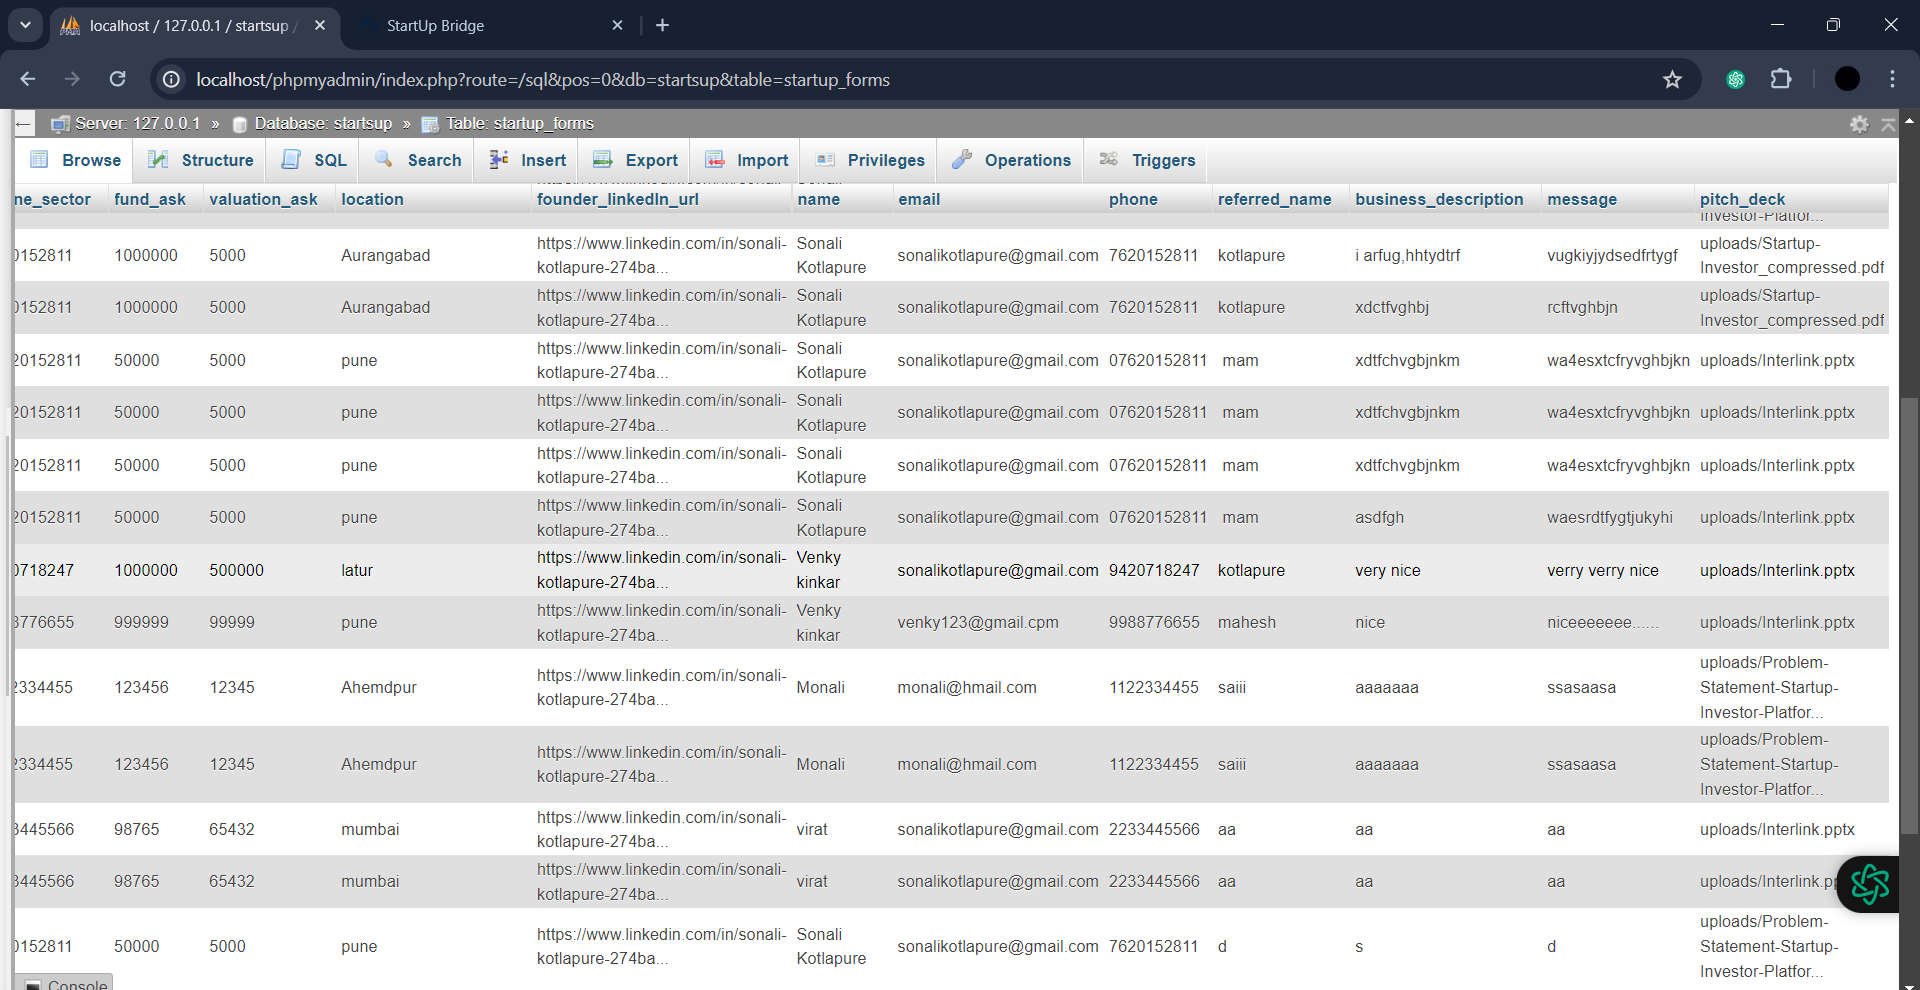 localhost / 127.0.0.1 / startsup /
StartUp Bridge
localhost/phpmyadmin/index.php?route=/sql&pos=0&db=startsup&table=startup_forms
Server: 127.0.0.1 » Database: startsup » Table: startup_forms
Browse Structure SQL Search Insert Export Import Privileges Operations Triggers
ne_sector fund_ask valuation_ask location founder_linkedIn_url name email phone referred_name business_description message pitch_deck
Investor-Platfor...
0152811 1000000 5000 Aurangabad https://www.linkedin.com/in/sonali- Sonali sonalikotlapure@gmail.com 7620152811 kotlapure i arfug,hhtydtrf vugkiyjydsedfrtygf uploads/Startup-
kotlapure-274ba... Kotlapure Investor_compressed.pdf
0152811 1000000 5000 Aurangabad https://www.linkedin.com/in/sonali- Sonali sonalikotlapure@gmail.com 7620152811 kotlapure xdctfvghbj rcftvghbjn uploads/Startup-
kotlapure-274ba... Kotlapure Investor_compressed.pdf
20152811 50000 5000 pune https://www.linkedin.com/in/sonali- Sonali sonalikotlapure@gmail.com 07620152811 mam xdtfchvgbjnkm wa4esxtcfryvghbjkn uploads/Interlink.pptx
kotlapure-274ba... Kotlapure
20152811 50000 5000 pune https://www.linkedin.com/in/sonali- Sonali sonalikotlapure@gmail.com 07620152811 mam xdtfchvgbjnkm wa4esxtcfryvghbjkn uploads/Interlink.pptx
kotlapure-274ba... Kotlapure
20152811 50000 5000 pune https://www.linkedin.com/in/sonali- Sonali sonalikotlapure@gmail.com 07620152811 mam xdtfchvgbjnkm wa4esxtcfryvghbjkn uploads/Interlink.pptx
kotlapure-274ba... Kotlapure
20152811 50000 5000 pune https://www.linkedin.com/in/sonali- Sonali sonalikotlapure@gmail.com 07620152811 mam asdfgh waesrdtfygtjukyhi uploads/Interlink.pptx
kotlapure-274ba... Kotlapure
0718247 1000000 500000 latur https://www.linkedin.com/in/sonali- Venky sonalikotlapure@gmail.com 9420718247 kotlapure very nice verry verry nice uploads/Interlink.pptx
kotlapure-274ba... kinkar
8776655 999999 99999 pune https://www.linkedin.com/in/sonali- Venky venky123@gmail.cpm 9988776655 mahesh nice niceeeeeee...... uploads/Interlink.pptx
kotlapure-274ba... kinkar
2334455 123456 12345 Ahemdpur https://www.linkedin.com/in/sonali- Monali monali@hmail.com 1122334455 saiii aaaaaaa ssasaasa uploads/Problem-
kotlapure-274ba... Statement-Startup-
Investor-Platfor...
2334455 123456 12345 Ahemdpur https://www.linkedin.com/in/sonali- Monali monali@hmail.com 1122334455 saiii aaaaaaa ssasaasa uploads/Problem-
kotlapure-274ba... Statement-Startup-
Investor-Platfor...
3445566 98765 65432 mumbai https://www.linkedin.com/in/sonali- virat sonalikotlapure@gmail.com 2233445566 aa aa aa uploads/Interlink.pptx
kotlapure-274ba...
3445566 98765 65432 mumbai https://www.linkedin.com/in/sonali- virat sonalikotlapure@gmail.com 2233445566 aa aa aa uploads/Interlink.pp
kotlapure-274ba...
0152811 50000 5000 pune https://www.linkedin.com/in/sonali- Sonali sonalikotlapure@gmail.com 7620152811 d s d uploads/Problem-
kotlapure-274ba... Kotlapure Statement-Startup-
Investor-Platfor...
Console